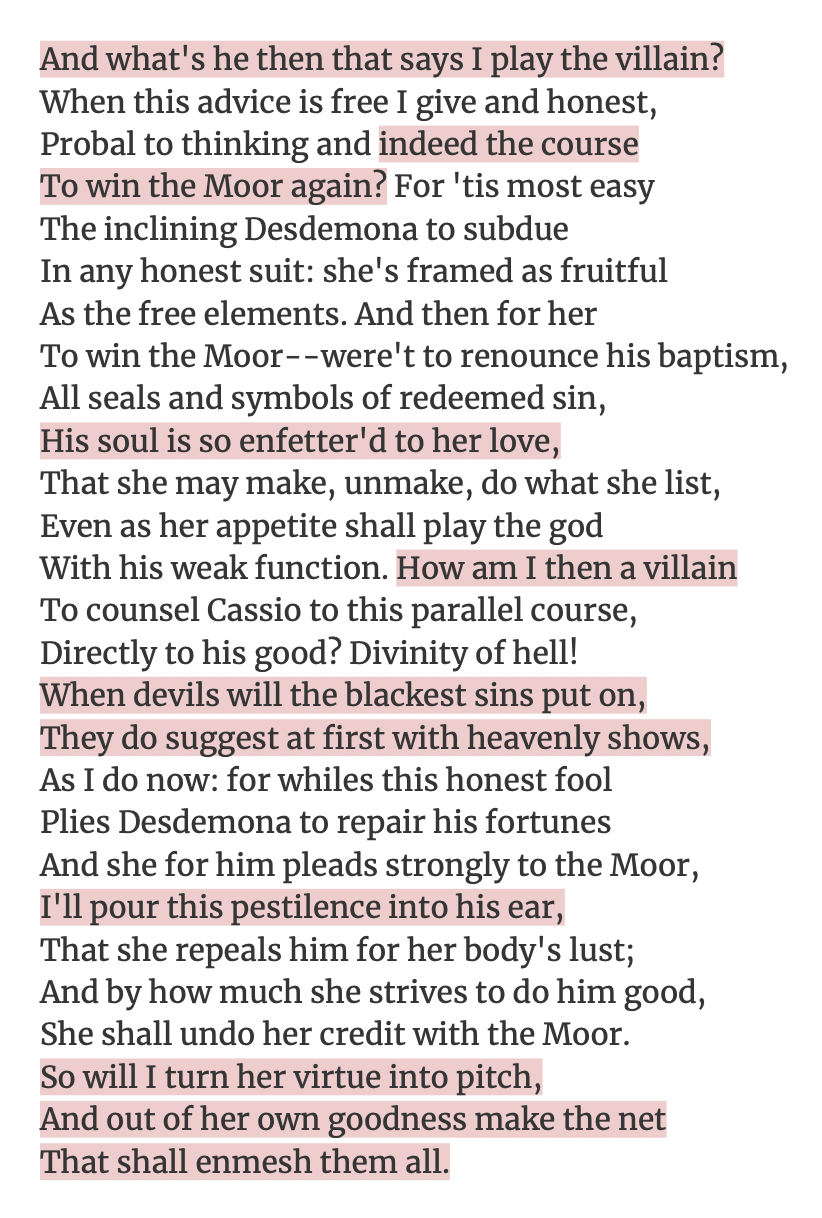 And what's he then that says I play the villain?
When this advice is free I give and honest,
Probal to thinking and indeed the course
To win the Moor again? For 'tis most easy
The inclining Desdemona to subdue
In any honest suit: she's framed as fruitful
As the free elements. And then for her
To win the Moor--were't to renounce his baptism,
All seals and symbols of redeemed sin,
His soul is so enfetter'd to her love,
That she may make, unmake, do what she list,
Even as her appetite shall play the god
With his weak function. How am I then a villain
To counsel Cassio to this parallel course,
Directly to his good? Divinity of hell!
When devils will the blackest sins put on,
They do suggest at first with heavenly shows,
As I do now: for whiles this honest fool
Plies Desdemona to repair his fortunes
And she for him pleads strongly to the Moor,
I'll pour this pestilence into his ear,
That she repeals him for her body's lust;
And by how much she strives to do him good,
She shall undo her credit with the Moor.
So will I turn her virtue into pitch,
And out of her own goodness make the net
That shall enmesh them all.